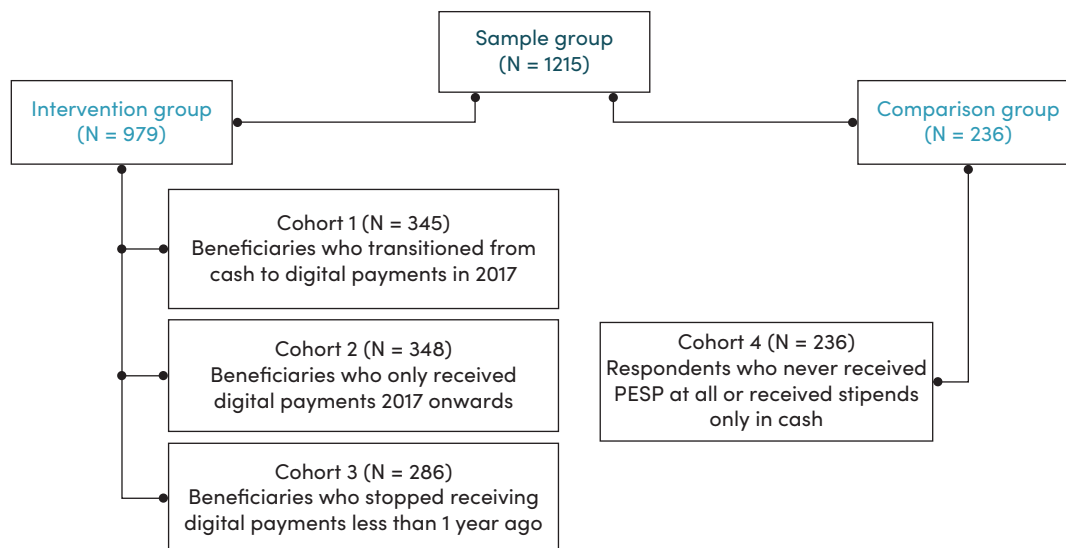 Sample group
(N = 1215)
Intervention group
(N = 979)
Comparison group
(N = 236)
Cohort 1 (N = 345)
Beneficiaries who transitioned from
cash to digital payments in 2017
Cohort 2 (N = 348)
Beneficiaries who only received
digital payments 2017 onwards
Cohort 3 (N = 286)
Beneficiaries who stopped receiving
digital payments less than 1 year ago
Cohort 4 (N = 236)
Respondents who never received
PESP at all or received stipends
only in cash